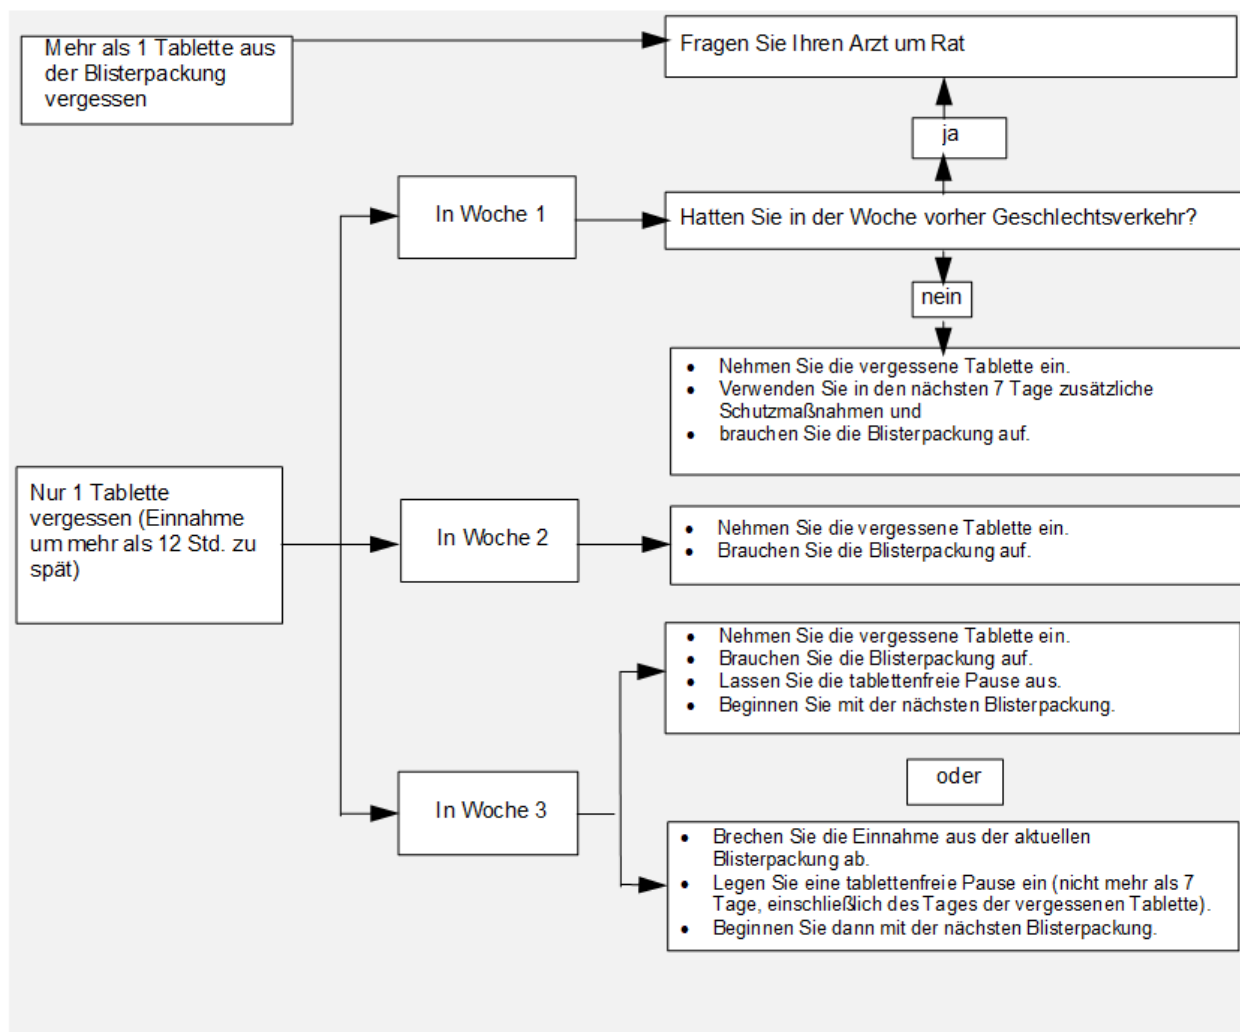 Mehr als 1 Tablette aus
der Blisterpackung
vergessen
Fragen Sie Ihren Arzt um Rat
ja
In Woche 1
Hatten Sie in der Woche vorher Geschlechtsverkehr?
nein
• Nehmen Sie die vergessene Tablette ein.
• Verwenden Sie in den nächsten 7 Tage zusätzliche
Schutzmaßnahmen und
• brauchen Sie die Blisterpackung auf.
Nur 1 Tablette
vergessen (Einnahme
um mehr als 12 Std. zu
spät)
In Woche 2
• Nehmen Sie die vergessene Tablette ein.
• Brauchen Sie die Blisterpackung auf.
In Woche 3
• Nehmen Sie die vergessene Tablette ein.
• Brauchen Sie die Blisterpackung auf.
• Lassen Sie die tablettenfreie Pause aus.
• Beginnen Sie mit der nächsten Blisterpackung.
oder
• Brechen Sie die Einnahme aus der aktuellen
Blisterpackung ab.
• Legen Sie eine tablettenfreie Pause ein (nicht mehr als 7
Tage, einschließlich des Tages der vergessenen Tablette).
• Beginnen Sie dann mit der nächsten Blisterpackung.